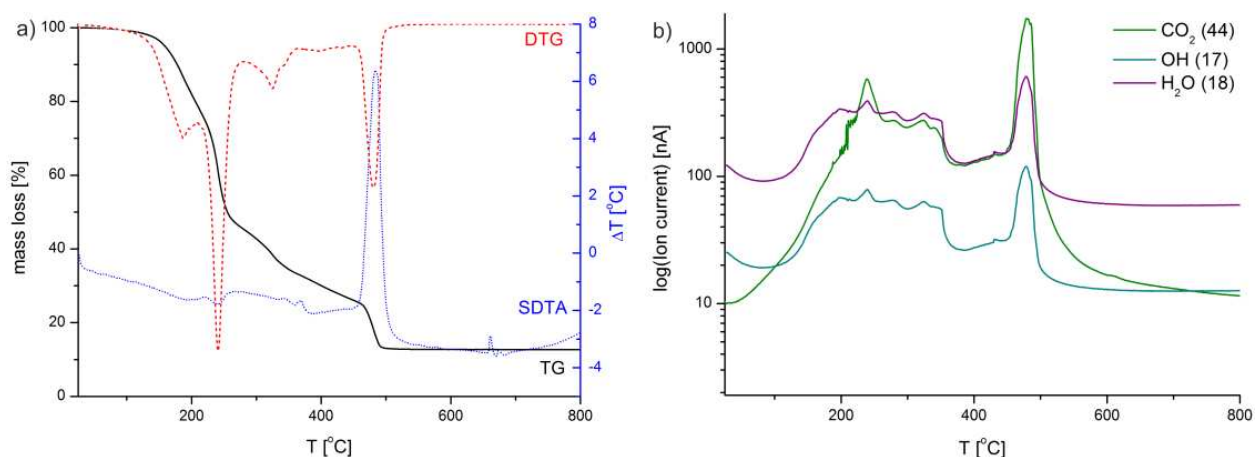 a)
100
80
60
40
20
0
mass loss [%]
200
400
600
800
T [°C]
8
6
4
2
0
-2
-4
ΔT [°C]
DTG
SDTA
TG
b)
1000
100
10
log(Ion current) [nA]
200
400
600
800
T [°C]
CO₂ (44)
OH (17)
H₂O (18)